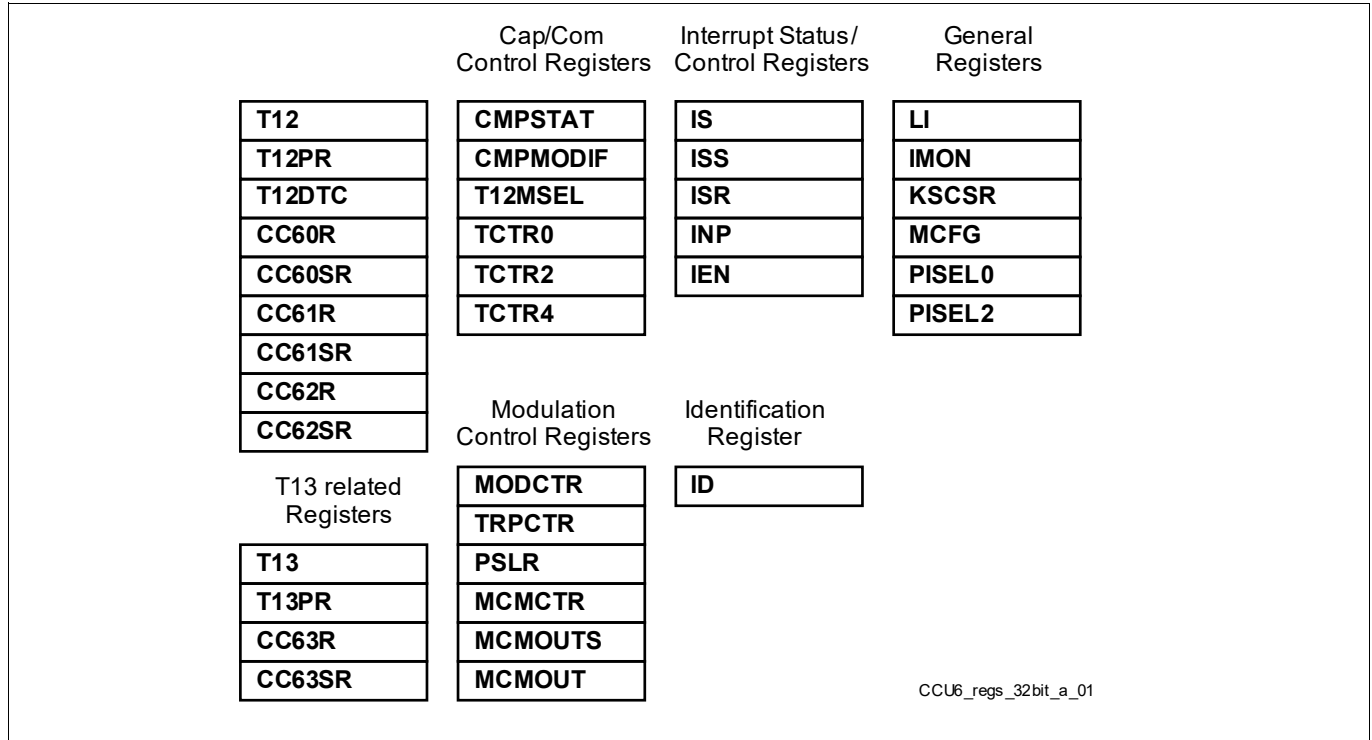 T12
T12PR
T12DTC
CC60R
CC60SR
CC61R
CC61SR
CC62R
CC62SR
T13 related
Registers
T13
T13PR
CC63R
CC63SR
Cap/Com
Control Registers
CMPSTAT
CMPMODIF
T12MSEL
TCTR0
TCTR2
TCTR4
Modulation
Control Registers
MODCTR
TRPCTR
PSLR
MCMCTR
MCMOUTS
MCMOUT
Interrupt Status/
Control Registers
IS
ISS
ISR
INP
IEN
Identification
Register
ID
General
Registers
LI
IMON
KSCSR
MCFG
PISEL0
PISEL2
CCU6_regs_32bit_a_01